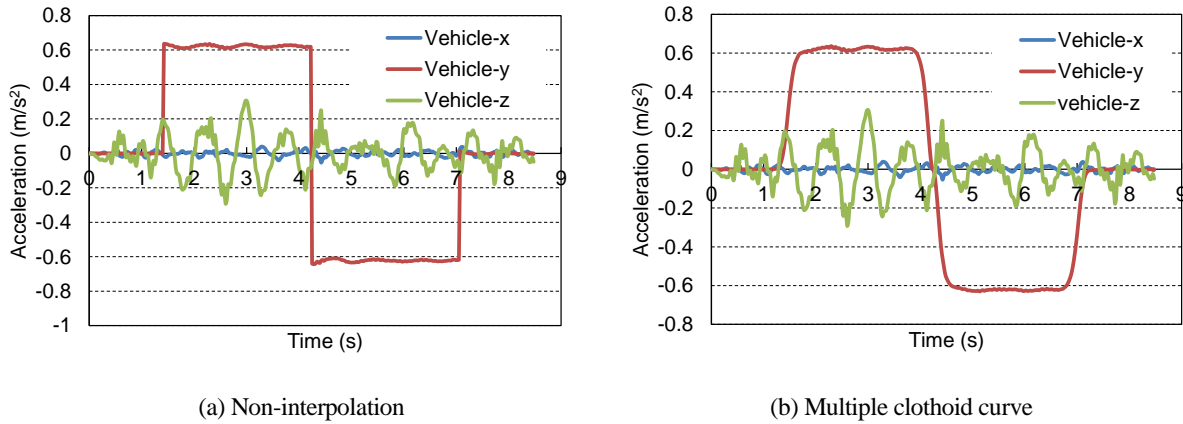 0.8
0.6
0.4
0.2
0
-0.2
-0.4
-0.6
-0.8
-1
Acceleration (m/s²)
0 1 2 3 4 5 6 7 8 9
Time (s)
Vehicle-x
Vehicle-y
Vehicle-z
(a) Non-interpolation
0.8
0.6
0.4
0.2
0
-0.2
-0.4
-0.6
-0.8
Acceleration (m/s²)
0 1 2 3 4 5 6 7 8 9
Time (s)
Vehicle-x
Vehicle-y
vehicle-z
(b) Multiple clothoid curve